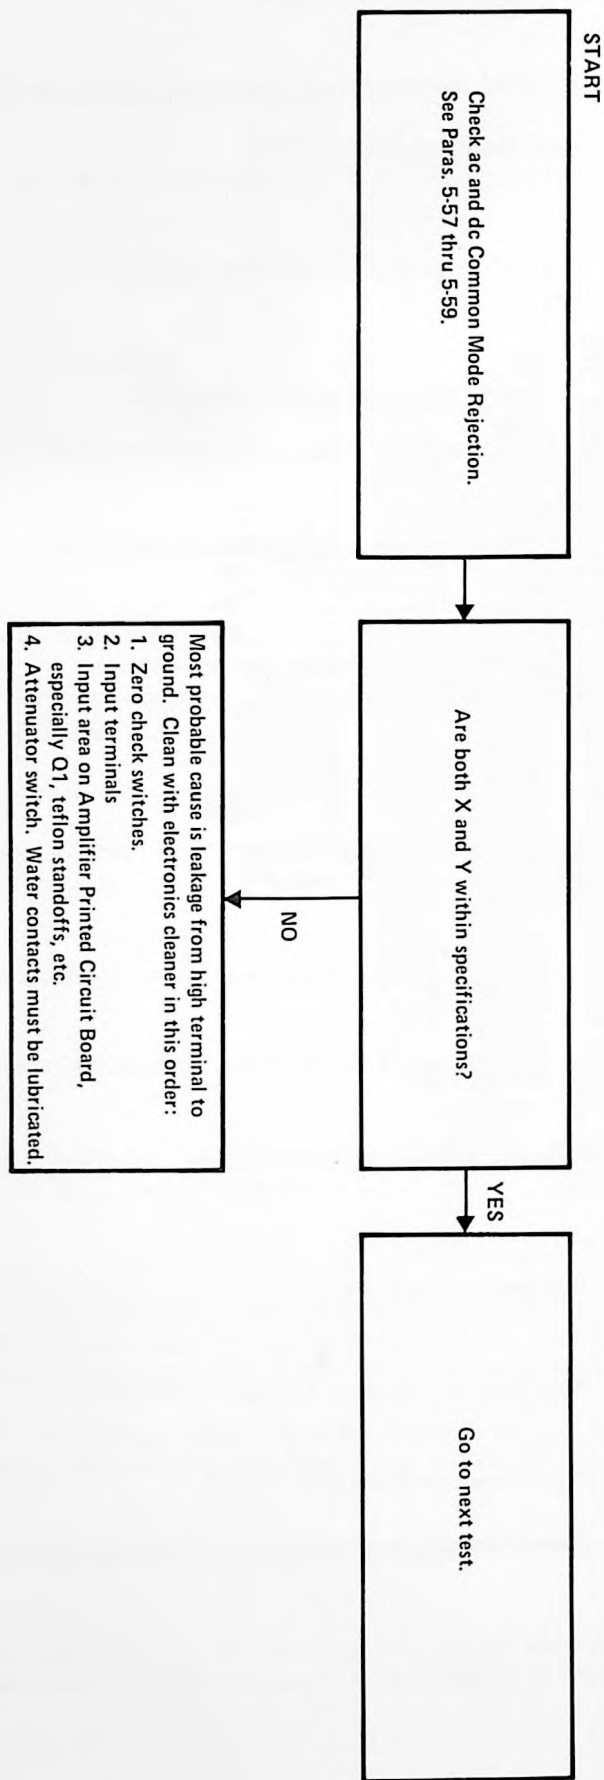 START
Check ac and dc Common Mode Rejection.
See Paras. 5-57 thru 5-59.
Are both X and Y within specifications?
YES
Go to next test.
NO
Most probable cause is leakage from high terminal to
ground. Clean with electronics cleaner in this order:
1. Zero check switches.
2. Input terminals
3. Input area on Amplifier Printed Circuit Board,
especially Q1, teflon standoffs, etc.
4. Attenuator switch. Water contacts must be lubricated.